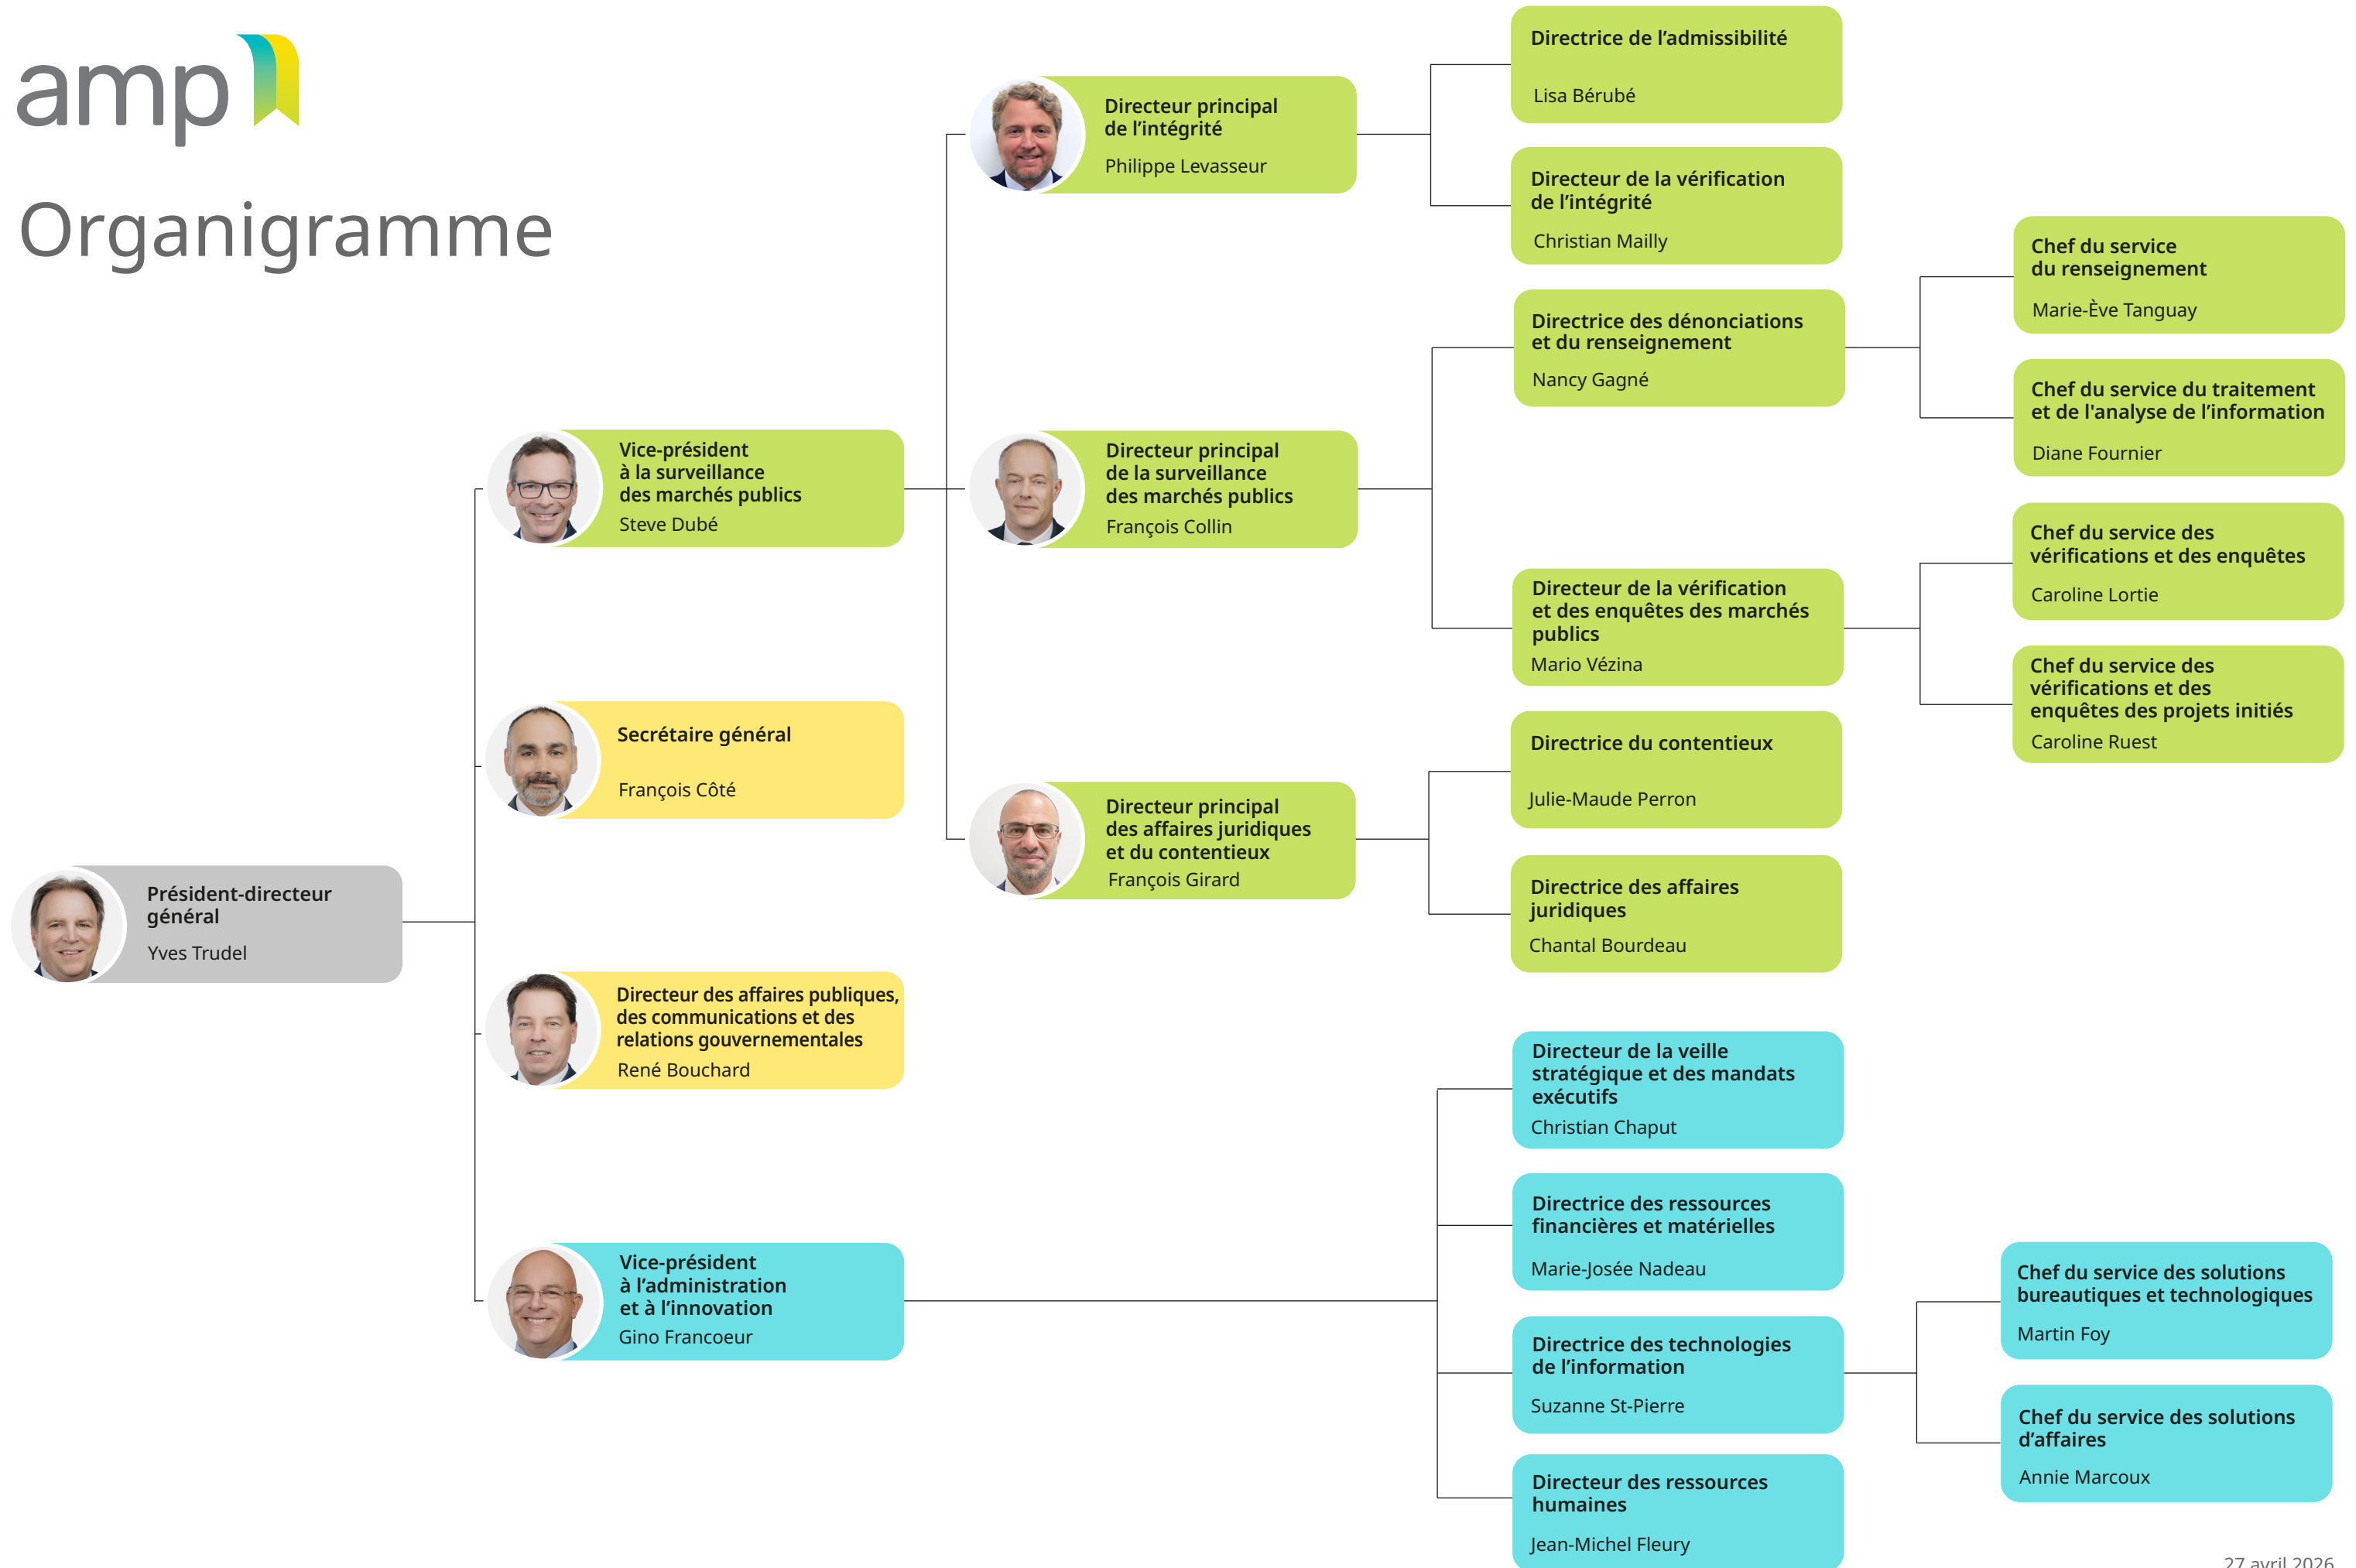 amp
Organigramme
Président-directeur
général
Yves Trudel
Vice-président
à la surveillance
des marchés publics
Steve Dubé
Secrétaire général
François Côté
Directeur des affaires publiques,
des communications et des
relations gouvernementales
René Bouchard
Vice-président
à l’administration
et à l’innovation
Gino Francoeur
Directeur principal
de l’intégrité
Philippe Levasseur
Directeur principal
de la surveillance
des marchés publics
François Collin
Directeur principal
des affaires juridiques
et du contentieux
François Girard
Directrice de l’admissibilité
Lisa Bérubé
Directeur de la vérification
de l’intégrité
Christian Mailly
Directrice des dénonciations
et du renseignement
Nancy Gagné
Directeur de la vérification
et des enquêtes des marchés
publics
Mario Vézina
Directrice du contentieux
Julie-Maude Perron
Directrice des affaires
juridiques
Chantal Bourdeau
Directeur de la veille
stratégique et des mandats
exécutifs
Christian Chaput
Directrice des ressources
financières et matérielles
Marie-Josée Nadeau
Directrice des technologies
de l’information
Suzanne St-Pierre
Directeur des ressources
humaines
Jean-Michel Fleury
Chef du service
du renseignement
Marie-Ève Tanguay
Chef du service du traitement
et de l'analyse de l’information
Diane Fournier
Chef du service des
vérifications et des enquêtes
Caroline Lortie
Chef du service des
vérifications et des
enquêtes des projets initiés
Caroline Ruest
Chef du service des solutions
bureautiques et technologiques
Martin Foy
Chef du service des solutions
d’affaires
Annie Marcoux
27 avril 2026